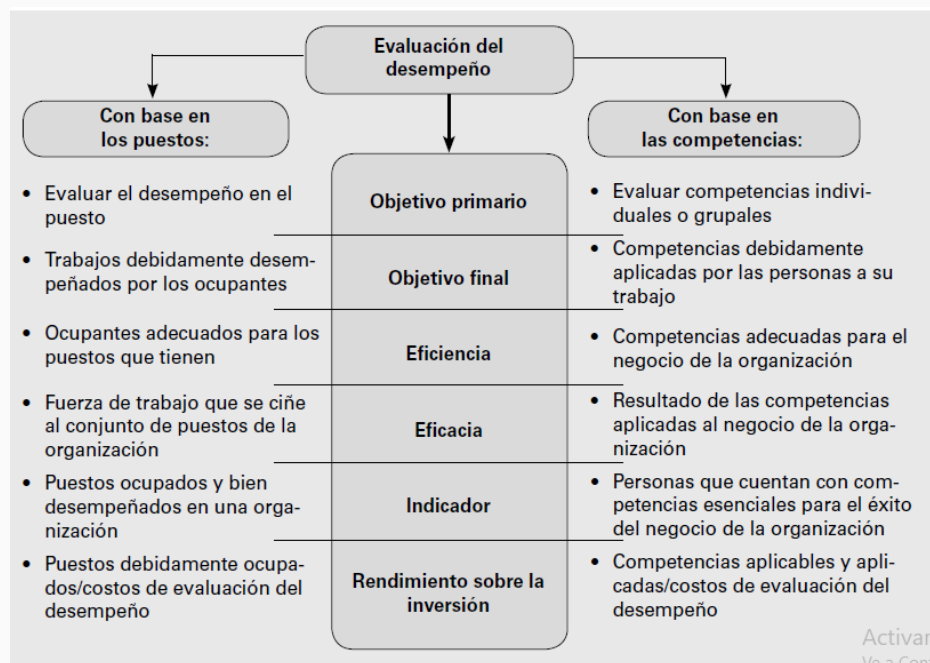 Evaluación del
desempeño
Con base en
los puestos:
Con base en
las competencias:
• Evaluar el desempeño en el
puesto
Objetivo primario
• Evaluar competencias indivi-
duales o grupales
• Trabajos debidamente desem-
peñados por los ocupantes
Objetivo final
• Competencias debidamente
aplicadas por las personas a su
trabajo
• Ocupantes adecuados para los
puestos que tienen
Eficiencia
• Competencias adecuadas para el
negocio de la organización
• Fuerza de trabajo que se ciñe
al conjunto de puestos de la
organización
Eficacia
• Resultado de las competencias
aplicadas al negocio de la orga-
nización
• Puestos ocupados y bien
desempeñados en una orga-
nización
Indicador
• Personas que cuentan con com-
petencias esenciales para el éxito
del negocio de la organización
• Puestos debidamente ocupa-
dos/costos de evaluación del
desempeño
Rendimiento sobre la
inversión
• Competencias aplicables y apli-
cadas/costos de evaluación del
desempeño
Activar